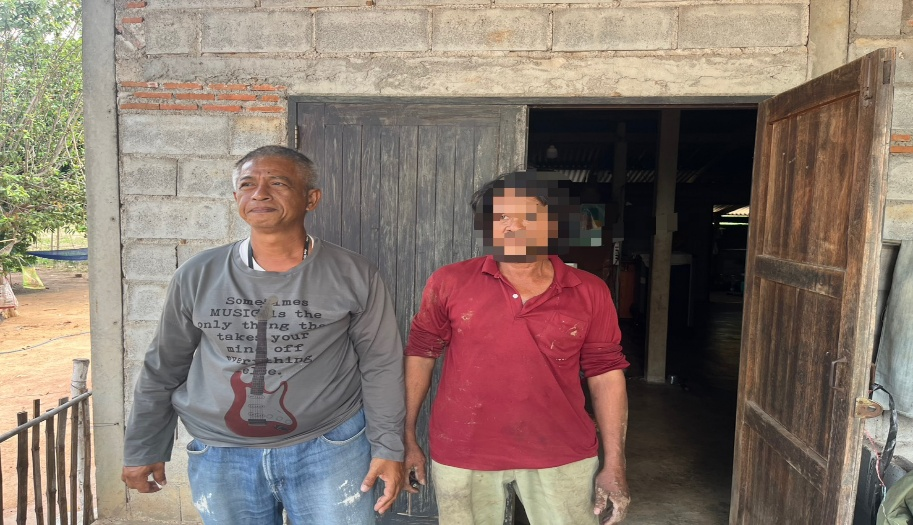 Sometimes
MUSIC is the
only thing the
takes your
mind off
everything
else.